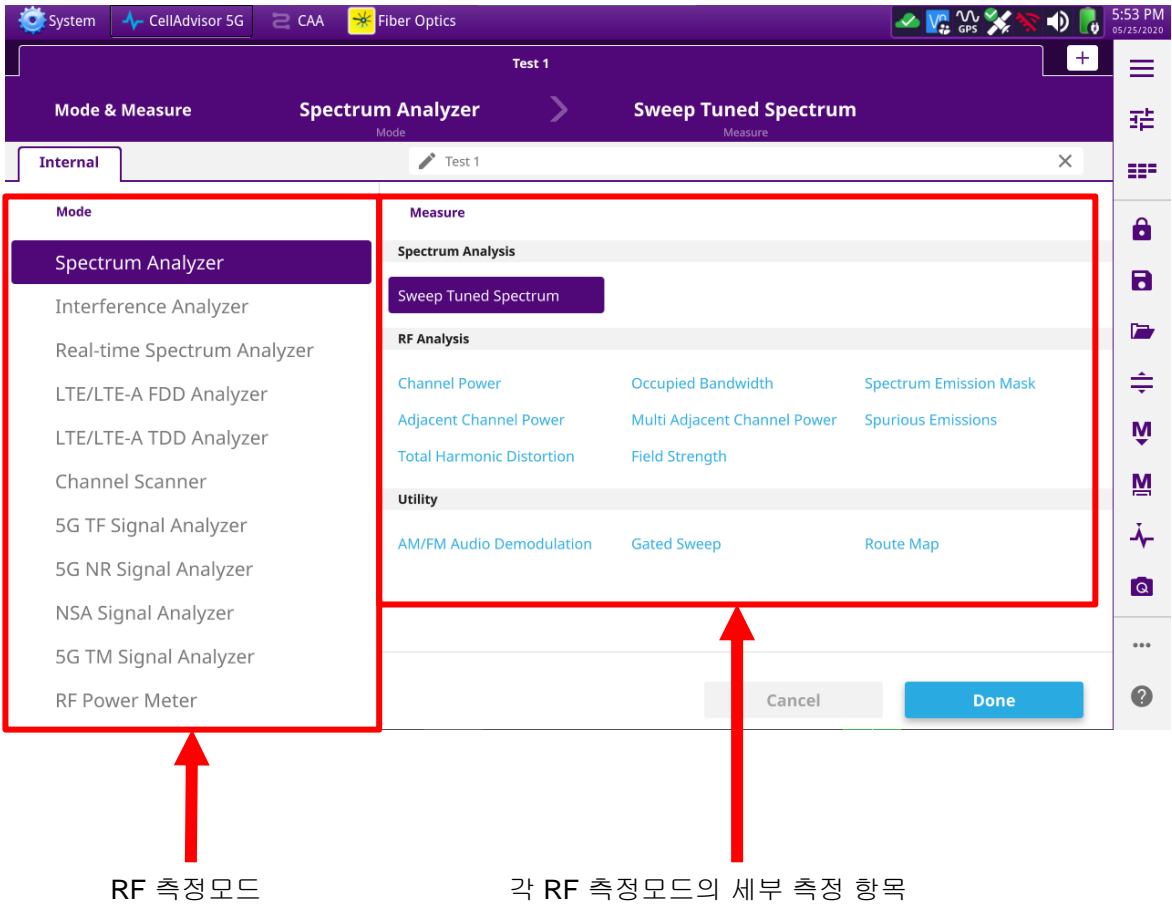 System CellAdvisor 5G CAA Fiber Optics GPS 5:53 PM
05/25/2020
Test 1 +
Mode & Measure Spectrum Analyzer Sweep Tuned Spectrum
Mode Measure
Internal Test 1
Mode
Spectrum Analyzer
Interference Analyzer
Real-time Spectrum Analyzer
LTE/LTE-A FDD Analyzer
LTE/LTE-A TDD Analyzer
Channel Scanner
5G TF Signal Analyzer
5G NR Signal Analyzer
NSA Signal Analyzer
5G TM Signal Analyzer
RF Power Meter
Measure
Spectrum Analysis
Sweep Tuned Spectrum
RF Analysis
Channel Power Occupied Bandwidth Spectrum Emission Mask
Adjacent Channel Power Multi Adjacent Channel Power Spurious Emissions
Total Harmonic Distortion Field Strength
Utility
AM/FM Audio Demodulation Gated Sweep Route Map
Cancel Done
M
M
RF 측정모드 각 RF 측정모드의 세부 측정 항목